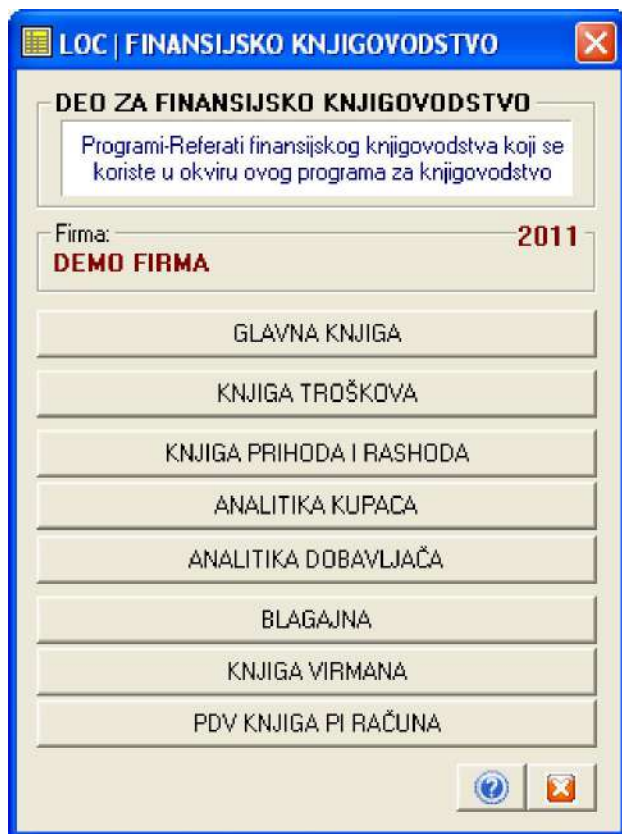 LOC | FINANSIJSKO KNJIGOVODSTVO
DEO ZA FINANSIJSKO KNJIGOVODSTVO
Programi-Referati finansijskog knjigovodstva koji se
koriste u okviru ovog programa za knjigovodstvo
Firma: 2011
DEMO FIRMA
GLAVNA KNJIGA
KNJIGA TROŠKOVA
KNJIGA PRIHODA I RASHODA
ANALITIKA KUPACA
ANALITIKA DOBAVLJAČA
BLAGAJNA
KNJIGA VIRMANA
PDV KNJIGA PI RAČUNA